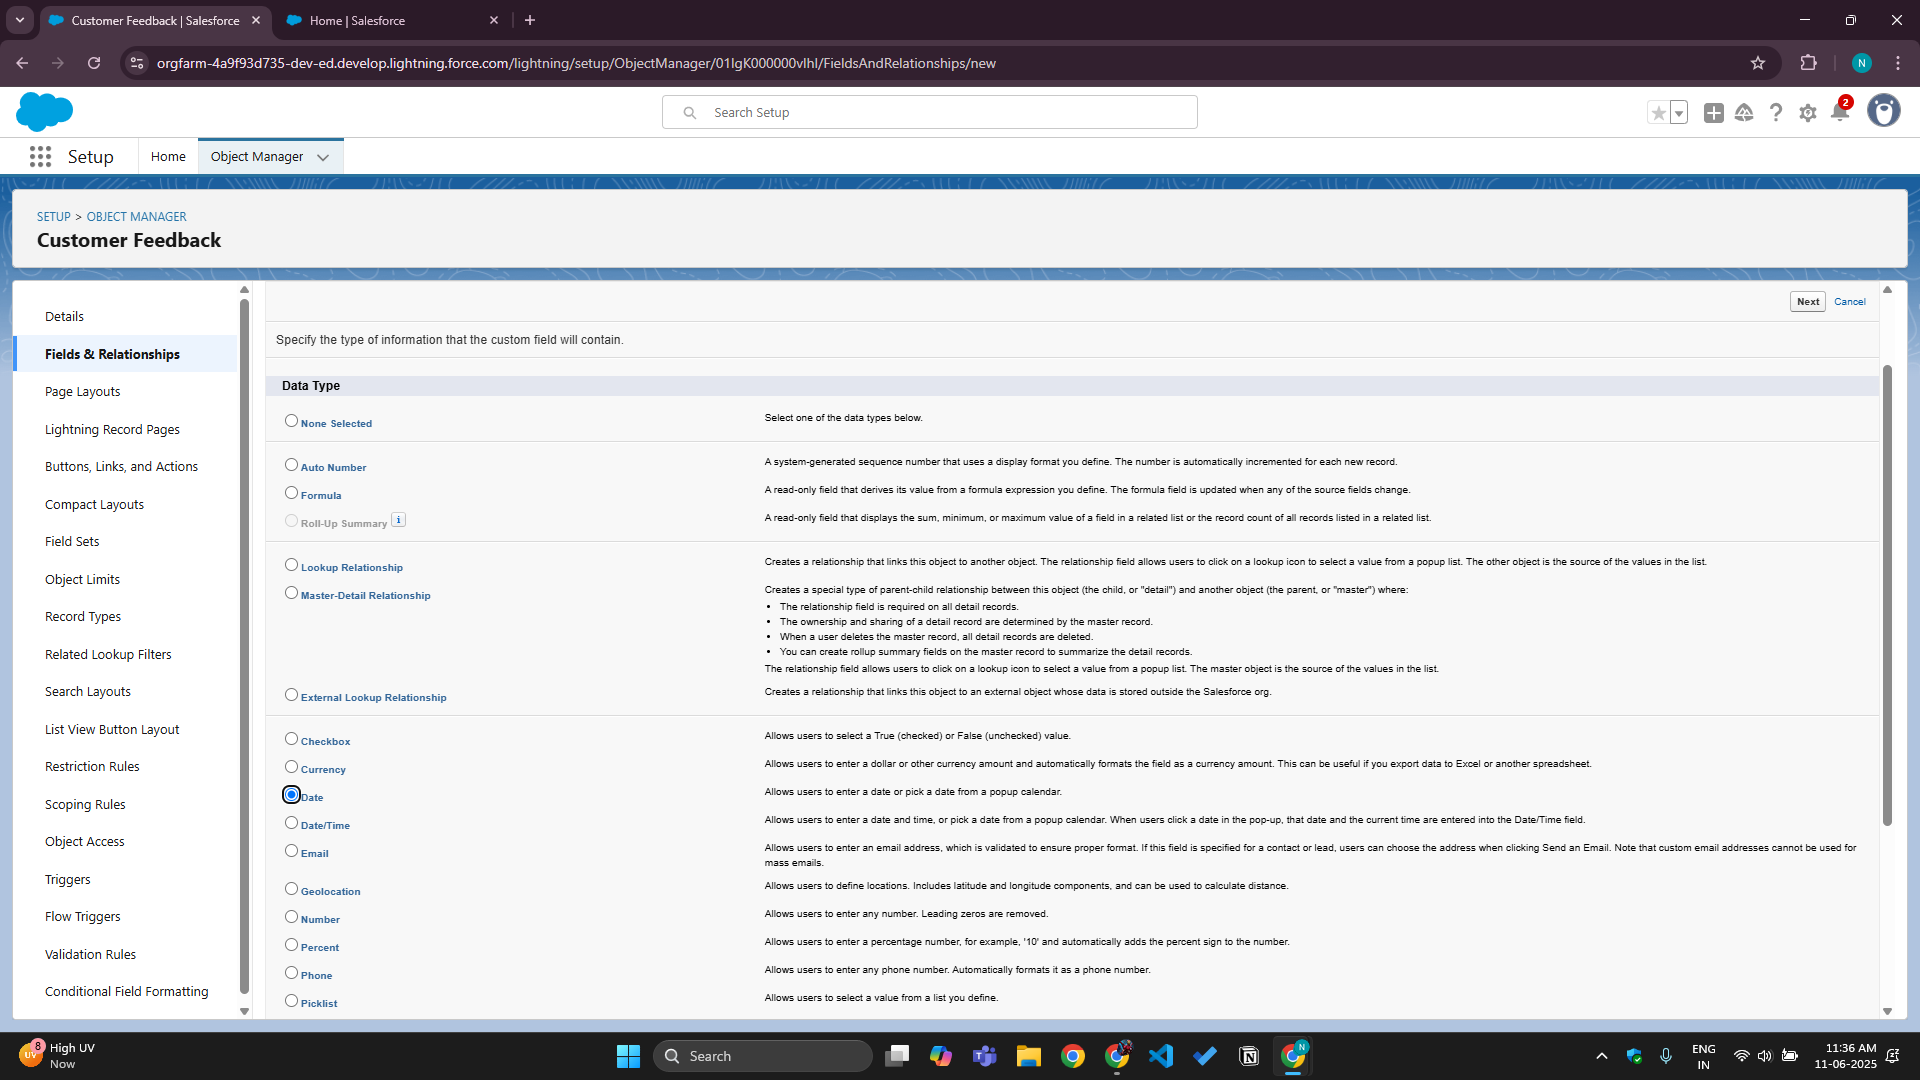 Customer Feedback | Salesforce
Home | Salesforce
orgfarm-4a9f93d735-dev-ed.develop.lightning.force.com/lightning/setup/ObjectManager/01IgK000000vlhl/FieldsAndRelationships/new
N
Search Setup
2
Setup
Home
Object Manager
SETUP > OBJECT MANAGER
Customer Feedback
Details
Fields & Relationships
Page Layouts
Lightning Record Pages
Buttons, Links, and Actions
Compact Layouts
Field Sets
Object Limits
Record Types
Related Lookup Filters
Search Layouts
List View Button Layout
Restriction Rules
Scoping Rules
Object Access
Triggers
Flow Triggers
Validation Rules
Conditional Field Formatting
Next Cancel
Specify the type of information that the custom field will contain.
Data Type
None Selected Select one of the data types below.
Auto Number A system-generated sequence number that uses a display format you define. The number is automatically incremented for each new record.
Formula A read-only field that derives its value from a formula expression you define. The formula field is updated when any of the source fields change.
Roll-Up Summary i A read-only field that displays the sum, minimum, or maximum value of a field in a related list or the record count of all records listed in a related list.
Lookup Relationship Creates a relationship that links this object to another object. The relationship field allows users to click on a lookup icon to select a value from a popup list. The other object is the source of the values in the list.
Master-Detail Relationship Creates a special type of parent-child relationship between this object (the child, or "detail") and another object (the parent, or "master") where:
• The relationship field is required on all detail records.
• The ownership and sharing of a detail record are determined by the master record.
• When a user deletes the master record, all detail records are deleted.
• You can create rollup summary fields on the master record to summarize the detail records.
The relationship field allows users to click on a lookup icon to select a value from a popup list. The master object is the source of the values in the list.
External Lookup Relationship Creates a relationship that links this object to an external object whose data is stored outside the Salesforce org.
Checkbox Allows users to select a True (checked) or False (unchecked) value.
Currency Allows users to enter a dollar or other currency amount and automatically formats the field as a currency amount. This can be useful if you export data to Excel or another spreadsheet.
Date Allows users to enter a date or pick a date from a popup calendar.
Date/Time Allows users to enter a date and time, or pick a date from a popup calendar. When users click a date in the pop-up, that date and the current time are entered into the Date/Time field.
Email Allows users to enter an email address, which is validated to ensure proper format. If this field is specified for a contact or lead, users can choose the address when clicking Send an Email. Note that custom email addresses cannot be used for
mass emails.
Geolocation Allows users to define locations. Includes latitude and longitude components, and can be used to calculate distance.
Number Allows users to enter any number. Leading zeros are removed.
Percent Allows users to enter a percentage number, for example, '10' and automatically adds the percent sign to the number.
Phone Allows users to enter any phone number. Automatically formats it as a phone number.
Picklist Allows users to select a value from a list you define.
UV
8
High UV
Now
Search
N
ENG
IN
11:36 AM
11-06-2025